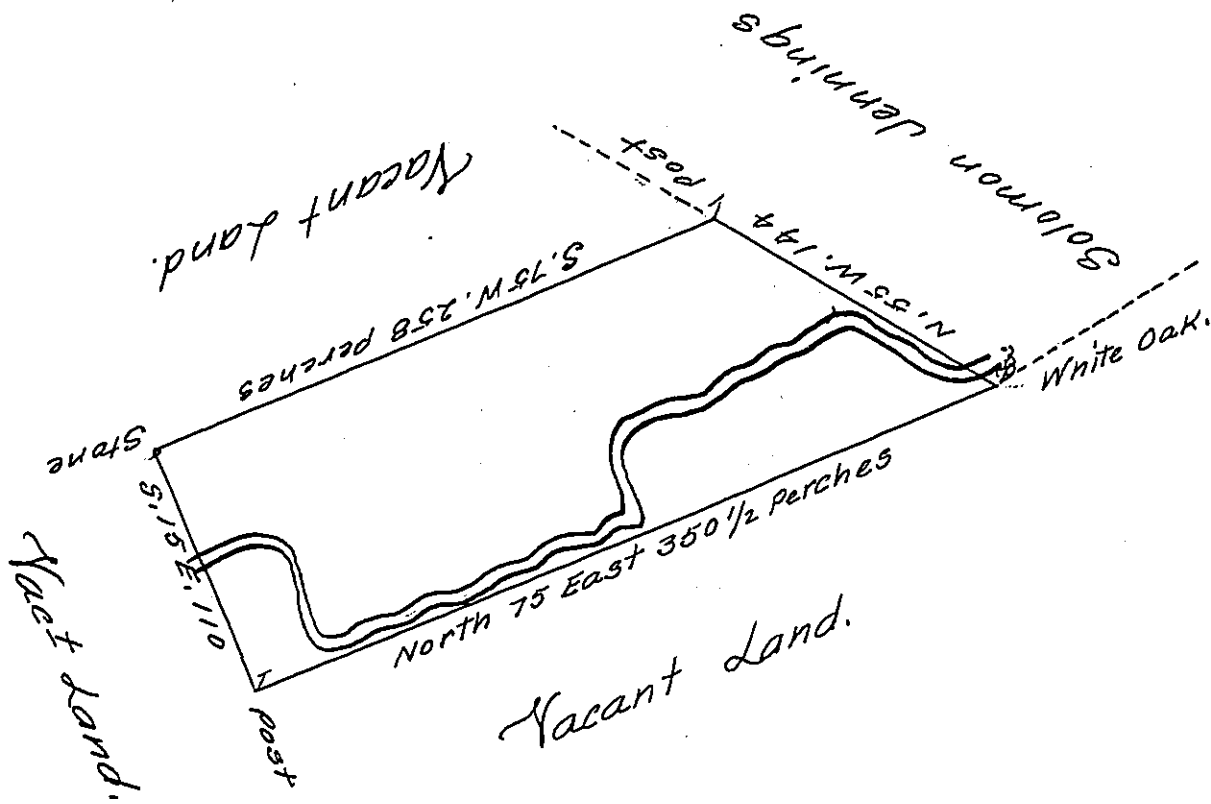 Solomon Jennings
Post
Vacant Land.
N. 55 W. 144
S. 75 W. 258 perches
White Oak.
Stone
S. 15 E. 110
North 75 East 350 1/2 Perches
Vact Land.
Vacant Land.
Post